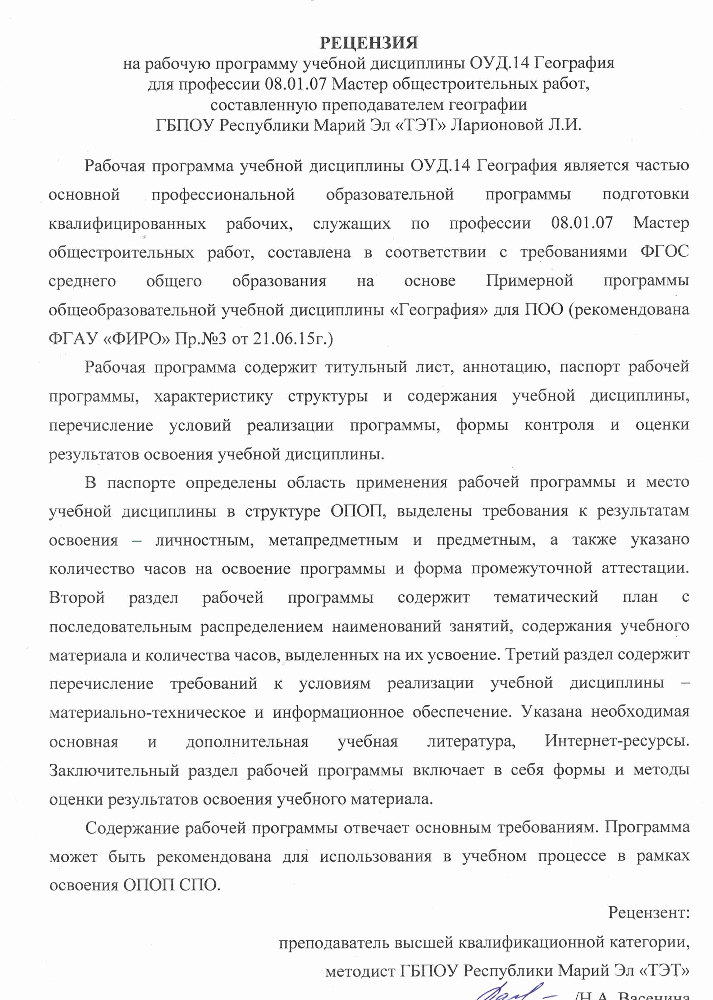 РЕЦЕНЗИЯ
на рабочую программу учебной дисциплины ОУД.14 География
для профессии 08.01.07 Мастер общестроительных работ,
составленную преподавателем географии
ГБПОУ Республики Марий Эл «ТЭТ» Ларионовой Л.И.
Рабочая программа учебной дисциплины ОУД.14 География является частью
основной профессиональной образовательной программы подготовки
квалифицированных рабочих, служащих по профессии 08.01.07 Мастер
общестроительных работ, составлена в соответствии с требованиями ФГОС
среднего общего образования на основе Примерной программы
общеобразовательной учебной дисциплины «География» для ПОО (рекомендована
ФГАУ «ФИРО» Пр.№3 от 21.06.15г.)
Рабочая программа содержит титульный лист, аннотацию, паспорт рабочей
программы, характеристику структуры и содержания учебной дисциплины,
перечисление условий реализации программы, формы контроля и оценки
результатов освоения учебной дисциплины.
В паспорте определены область применения рабочей программы и место
учебной дисциплины в структуре ОПОП, выделены требования к результатам
освоения – личностным, метапредметным и предметным, а также указано
количество часов на освоение программы и форма промежуточной аттестации.
Второй раздел рабочей программы содержит тематический план с
последовательным распределением наименований занятий, содержания учебного
материала и количества часов, выделенных на их усвоение. Третий раздел содержит
перечисление требований к условиям реализации учебной дисциплины –
материально-техническое и информационное обеспечение. Указана необходимая
основная и дополнительная учебная литература, Интернет-ресурсы.
Заключительный раздел рабочей программы включает в себя формы и методы
оценки результатов освоения учебного материала.
Содержание рабочей программы отвечает основным требованиям. Программа
может быть рекомендована для использования в учебном процессе в рамках
освоения ОПОП СПО.
Рецензент:
преподаватель высшей квалификационной категории,
методист ГБПОУ Республики Марий Эл «ТЭТ»
/Н.А. Васенина